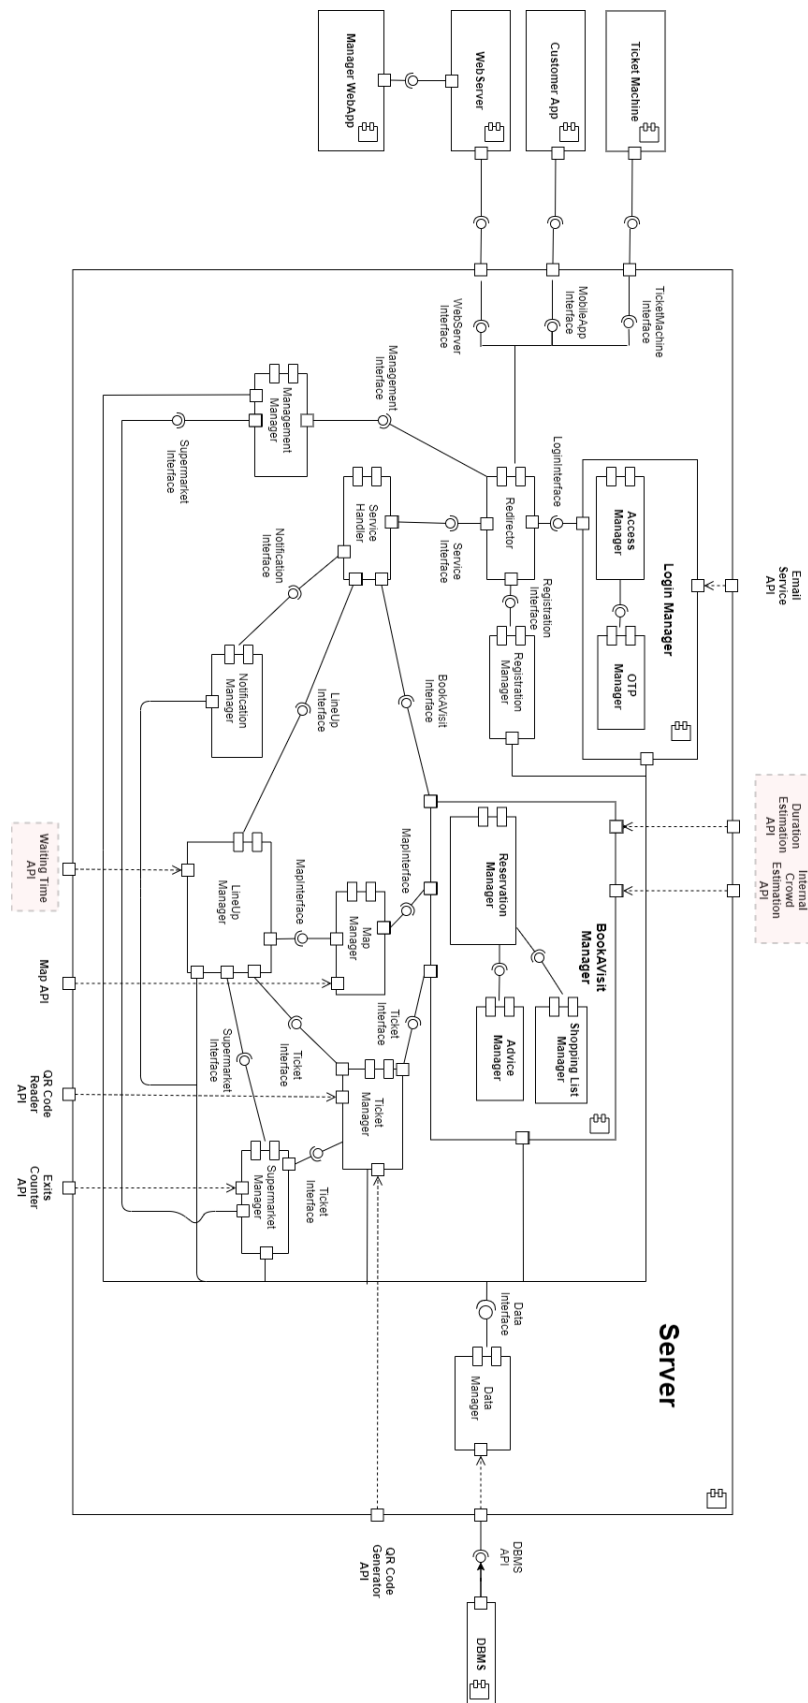 Email
Service
API
Duration
Estimation
API
Internal
Crowd
Estimation
API
Server
Ticket Machine
TicketMachine
Interface
Login Manager
Access
Manager
OTP
Manager
LoginInterface
BookAVisit
Manager
Shopping List
Manager
Reservation
Manager
Advice
Manager
Customer App
MobileApp
Interface
Registration
Interface
Registration
Manager
Redirector
Data
Interface
Data
Manager
DBMS
API
DBMS
WebServer
WebServer
Interface
Service
Interface
BookAVisit
Interface
MapInterface
Ticket
Interface
Manager WebApp
Management
Interface
Service
Handler
Map
Manager
Ticket
Manager
QR Code
Generator
API
LineUp
Interface
MapInterface
Ticket
Interface
Ticket
Interface
Management
Manager
Notification
Interface
Notification
Manager
LineUp
Manager
Supermarket
Interface
Supermarket
Manager
Supermarket
Interface
Waiting Time
API
Map API
QR Code
Reader
API
Exits
Counter
API